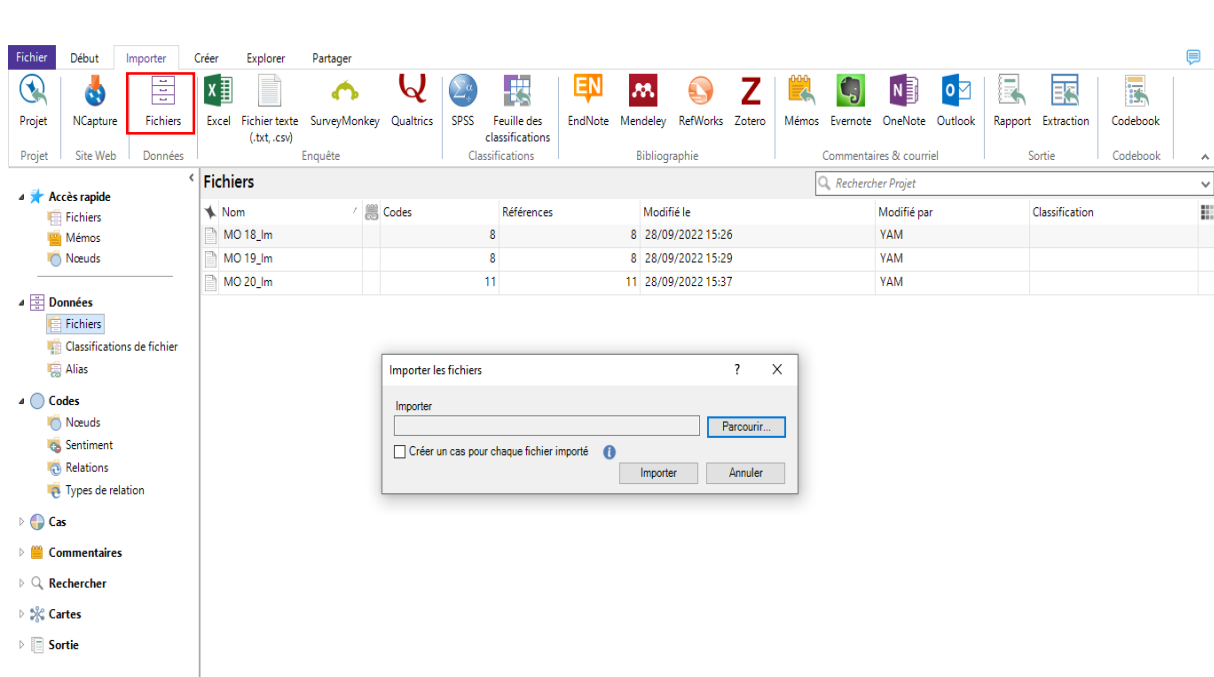 Fichier Début Importer Créer Explorer Partager
Projet NCapture Fichiers Excel Fichier texte SurveyMonkey Qualtrics SPSS Feuille des EndNote Mendeley RefWorks Zotero Mémos Evernote OneNote Outlook Rapport Extraction Codebook
(.txt, .csv) classifications
Projet Site Web Données Enquête Classifications Bibliographie Commentaires & courriel Sortie Codebook
Accès rapide
Fichiers
Mémos
Nœuds
Données
Fichiers
Classifications de fichier
Alias
Codes
Nœuds
Sentiment
Relations
Types de relation
Cas
Commentaires
Rechercher
Cartes
Sortie
Fichiers Rechercher Projet
Nom Codes Références Modifié le Modifié par Classification
MO 18_lm 8 8 28/09/2022 15:26 YAM
MO 19_lm 8 8 28/09/2022 15:29 YAM
MO 20_lm 11 11 28/09/2022 15:37 YAM
Importer les fichiers ?
Importer
Parcourir...
Créer un cas pour chaque fichier importé
Importer Annuler